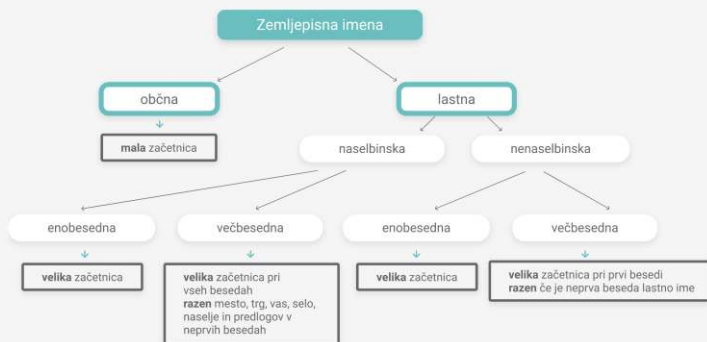 Zemljepisna imena
občna
lastna
mala začetnica
naselbinska
nenaselbinska
enobesedna
večbesedna
enobesedna
večbesedna
velika začetnica
velika začetnica pri
vseh besedah
razen mesto, trg, vas, selo,
naselje in predlogov v
neprvih besedah
velika začetnica
velika začetnica pri prvi besedi
razen če je neprva beseda lastno ime